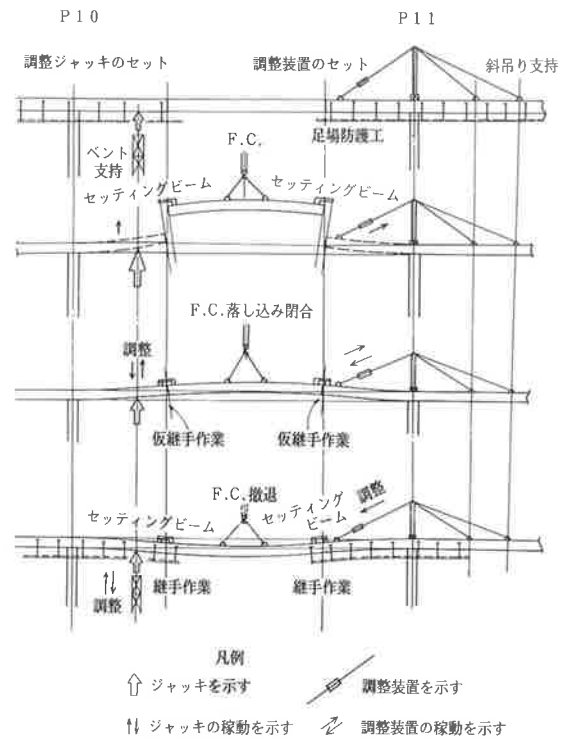 P10 P11
調整ジャッキのセット 調整装置のセット 斜吊り支持
足場防護工
ベント
支持
F.C.
セッティングビーム セッティングビーム
F.C.落し込み閉合
調整
仮継手作業 仮継手作業
F.C.撤退
セッティングビーム セッティング
ビーム
調整
継手作業 継手作業
調整
凡例
ジャッキを示す 調整装置を示す
ジャッキの稼動を示す 調整装置の稼動を示す